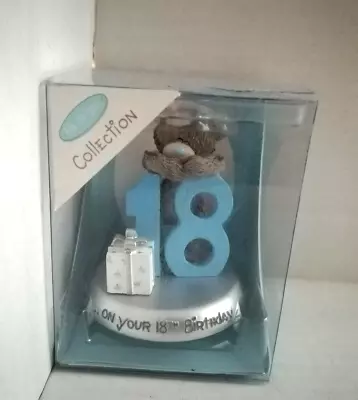 Collection
18
...ON YOUR 18TH BIRTHDAY